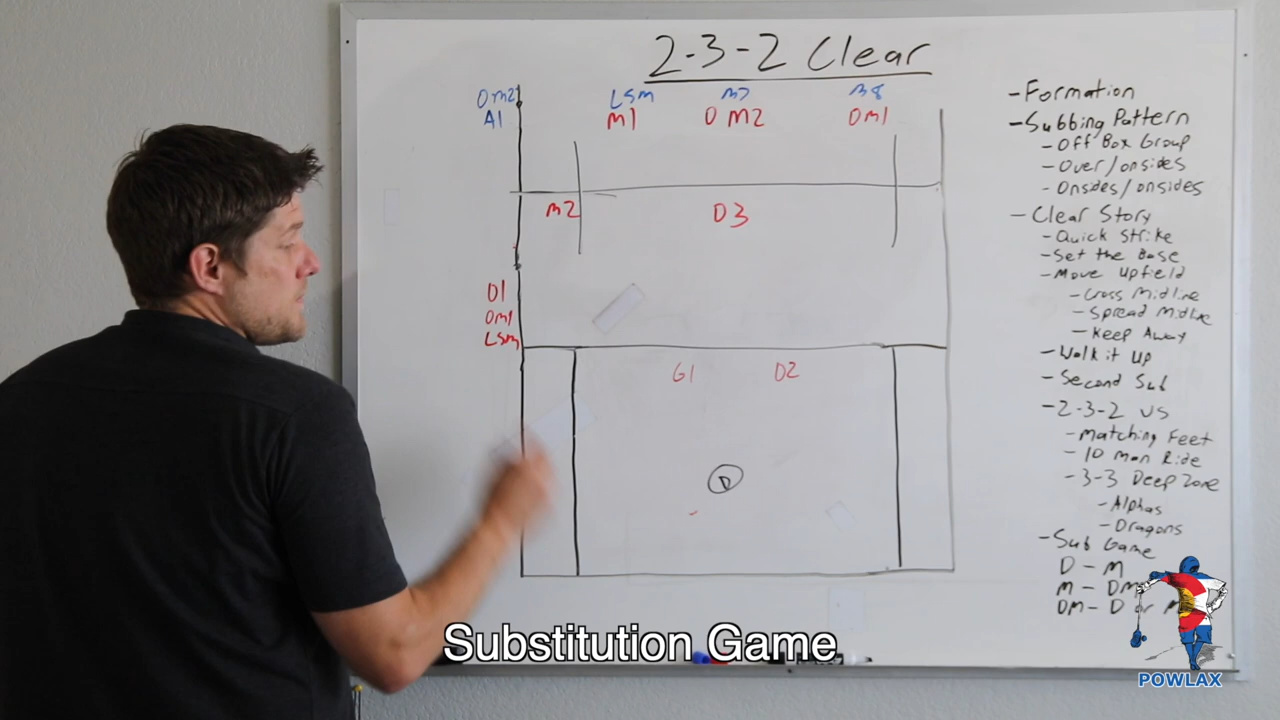 2-3-2 Clear
OM2 LSM M7 M8
A1 M1 OM2 OM1
M2 D3
D1
OM1
LSM
G1 D2
D
- Formation
- Subbing Pattern
- Off Box Group
- Over/onsides
- Onsides/onsides
- Clear Story
- Quick Strike
- Set the Base
- Move Upfield
- Cross Midline
- Spread Midline
- Keep Away
- Walk it Up
- Second Sub
- 2-3-2 vs
- Matching Feet
- 10 Man Ride
- 3-3 Deep Zone
- Alphas
- Dragons
- Sub Game
D - M
M - DM
DM - D or M
Substitution Game
POWLAX